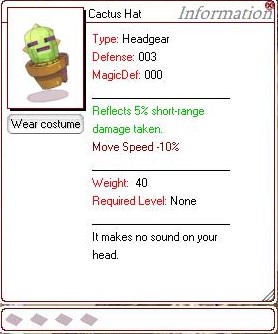 Cactus Hat
Information
Type: Headgear
Defense: 003
MagicDef: 000
Reflects 5% short-range
damage taken.
Move Speed -10%
Wear costume
Weight: 40
Required Level: None
It makes no sound on your
head.